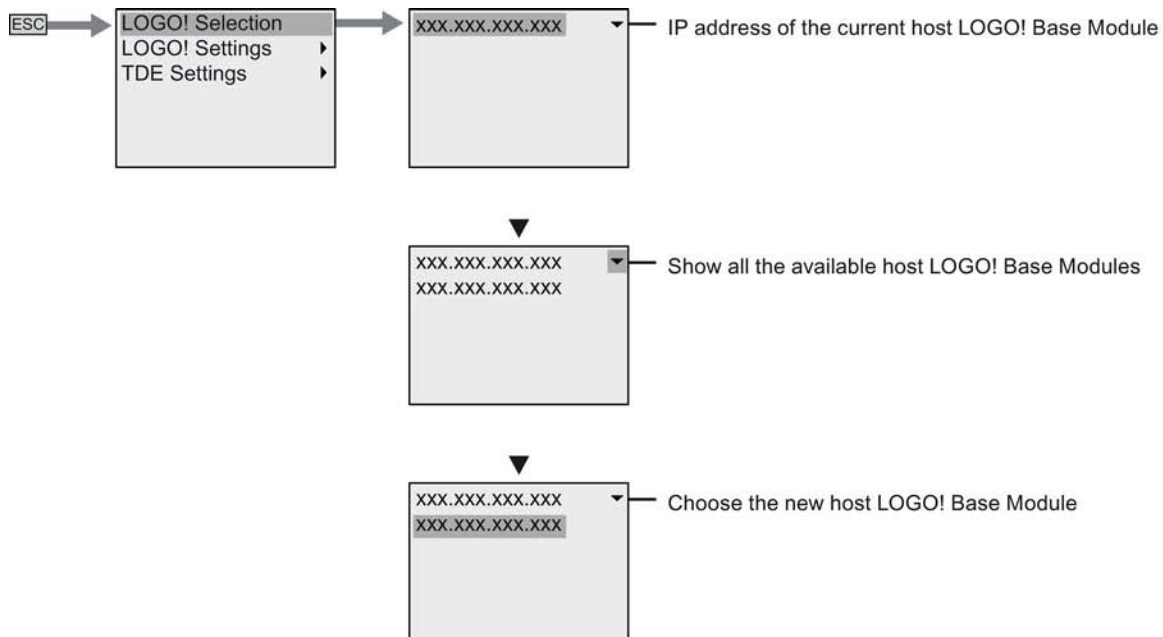 ESC
LOGO! Selection
LOGO! Settings
TDE Settings
xxx.xxx.xxx.xxx
IP address of the current host LOGO! Base Module
xxx.xxx.xxx.xxx
xxx.xxx.xxx.xxx
Show all the available host LOGO! Base Modules
xxx.xxx.xxx.xxx
xxx.xxx.xxx.xxx
Choose the new host LOGO! Base Module